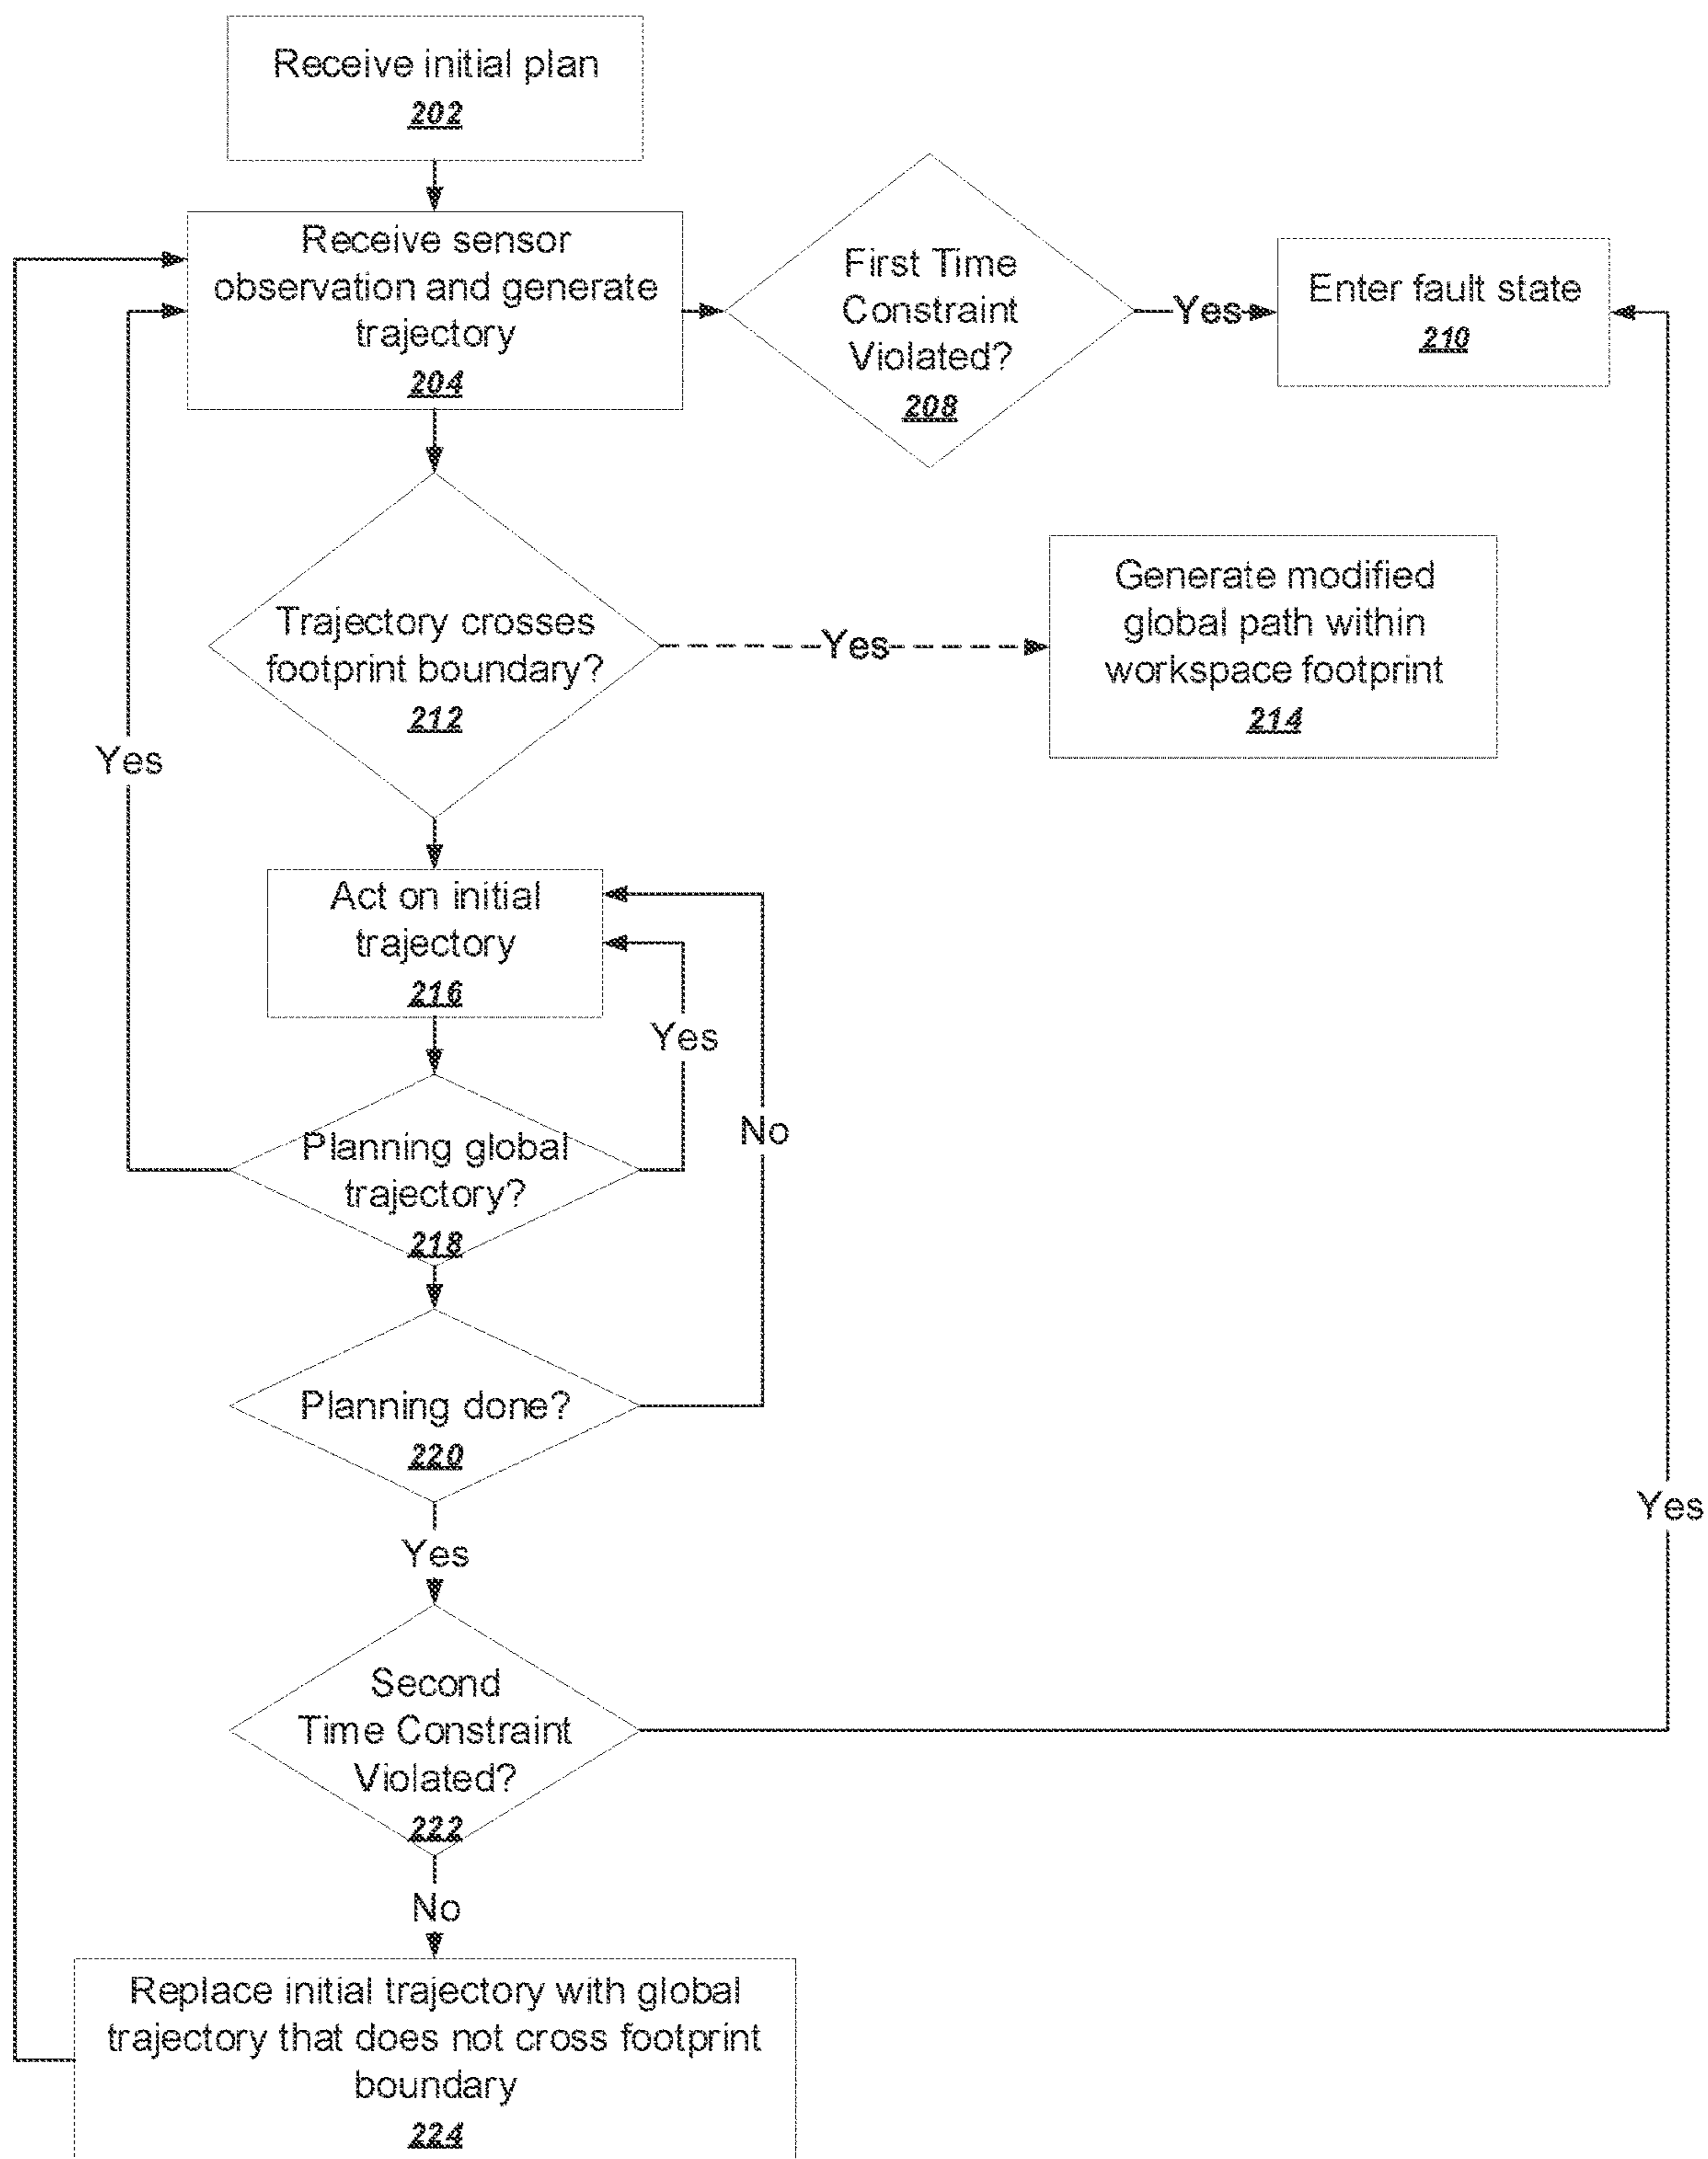 Receive initial plan
202
Receive sensor
observation and generate
trajectory
204
First Time
Constraint
Violated?
208
Yes
Enter fault state
210
Trajectory crosses
footprint boundary?
212
Yes
Generate modified
global path within
workspace footprint
214
Yes
Act on initial
trajectory
216
Yes
No
Planning global
trajectory?
218
Planning done?
220
Yes
Yes
Second
Time Constraint
Violated?
222
No
Replace initial trajectory with global
trajectory that does not cross footprint
boundary
224